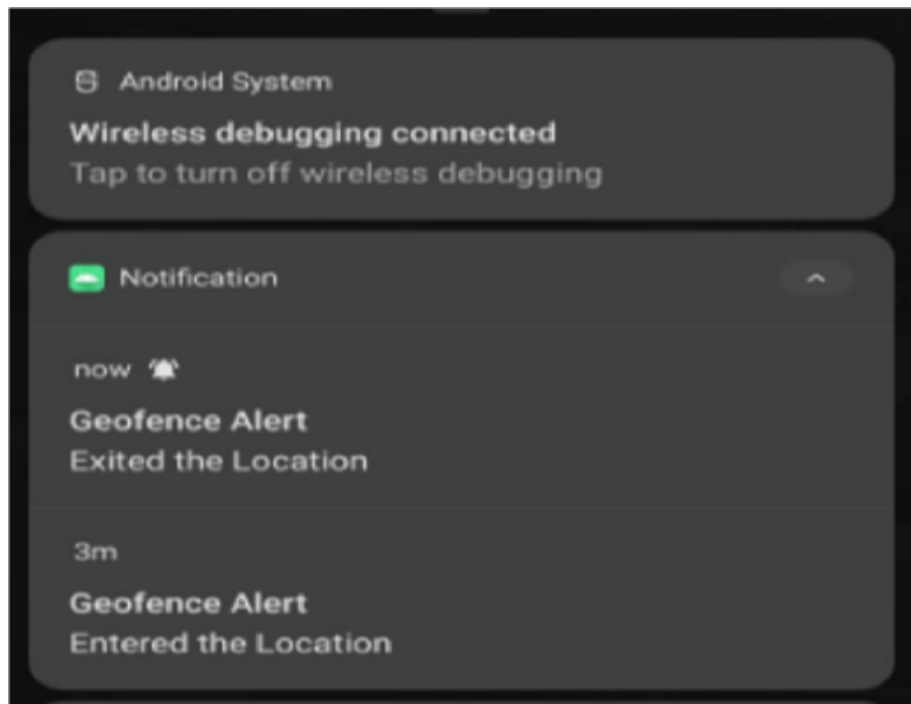 Android System
Wireless debugging connected
Tap to turn off wireless debugging
Notification
now
Geofence Alert
Exited the Location
3m
Geofence Alert
Entered the Location